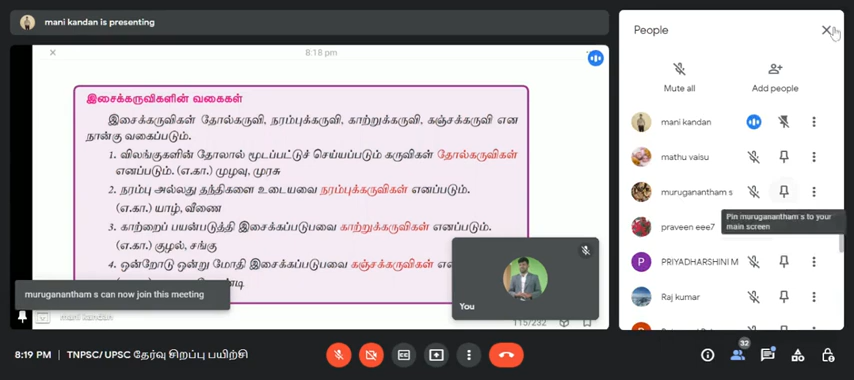 mani kandan is presenting
8:18 pm
இசைக்கருவிகளின் வகைகள்
இசைக்கருவிகள் தோல்கருவி, நரம்புக்கருவி, காற்றுக்கருவி, கஞ்சக்கருவி என
நான்கு வகைப்படும்.
1. விலங்குகளின் தோலால் மூடப்பட்டுச் செய்யப்படும் கருவிகள் தோல்கருவிகள்
எனப்படும். (எ.கா.) முழவு, முரசு
2. நரம்பு அல்லது தந்திகளை உடையவை நரம்புக்கருவிகள் எனப்படும்.
(எ.கா.) யாழ், வீணை
3. காற்றைப் பயன்படுத்தி இசைக்கப்படுபவை காற்றுக்கருவிகள் எனப்படும்.
(எ.கா.) குழல், சங்கு
4. ஒன்றோடு ஒன்று மோதி இசைக்கப்படுபவை கஞ்சக்கருவிகள்
muruganantham s can now join this meeting
mani kandan
You
115/232
People
Mute all
Add people
mani kandan
mathu vaisu
muruganantham s
Pin muruganantham s to your
main screen
praveen eee7
PRIYADHARSHINI M
Raj kumar
8:19 PM | TNPSC/ UPSC தேர்வு சிறப்பு பயிற்சி
32